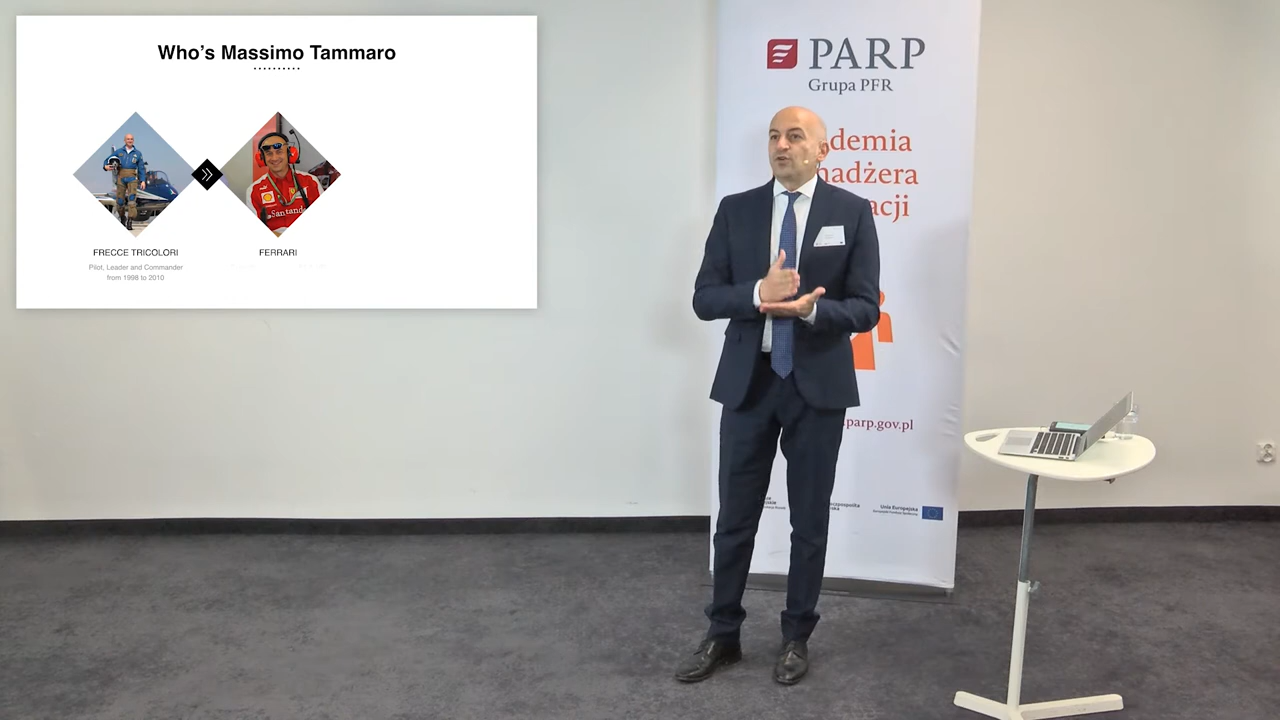 Who's Massimo Tammaro
FRECCE TRICOLORI
Pilot, Leader and Commander
from 1998 to 2010
Santand
FERRARI
PARP
Grupa PFR
demia
nadżera
acji
.parp.gov.pl
Unia Europejska